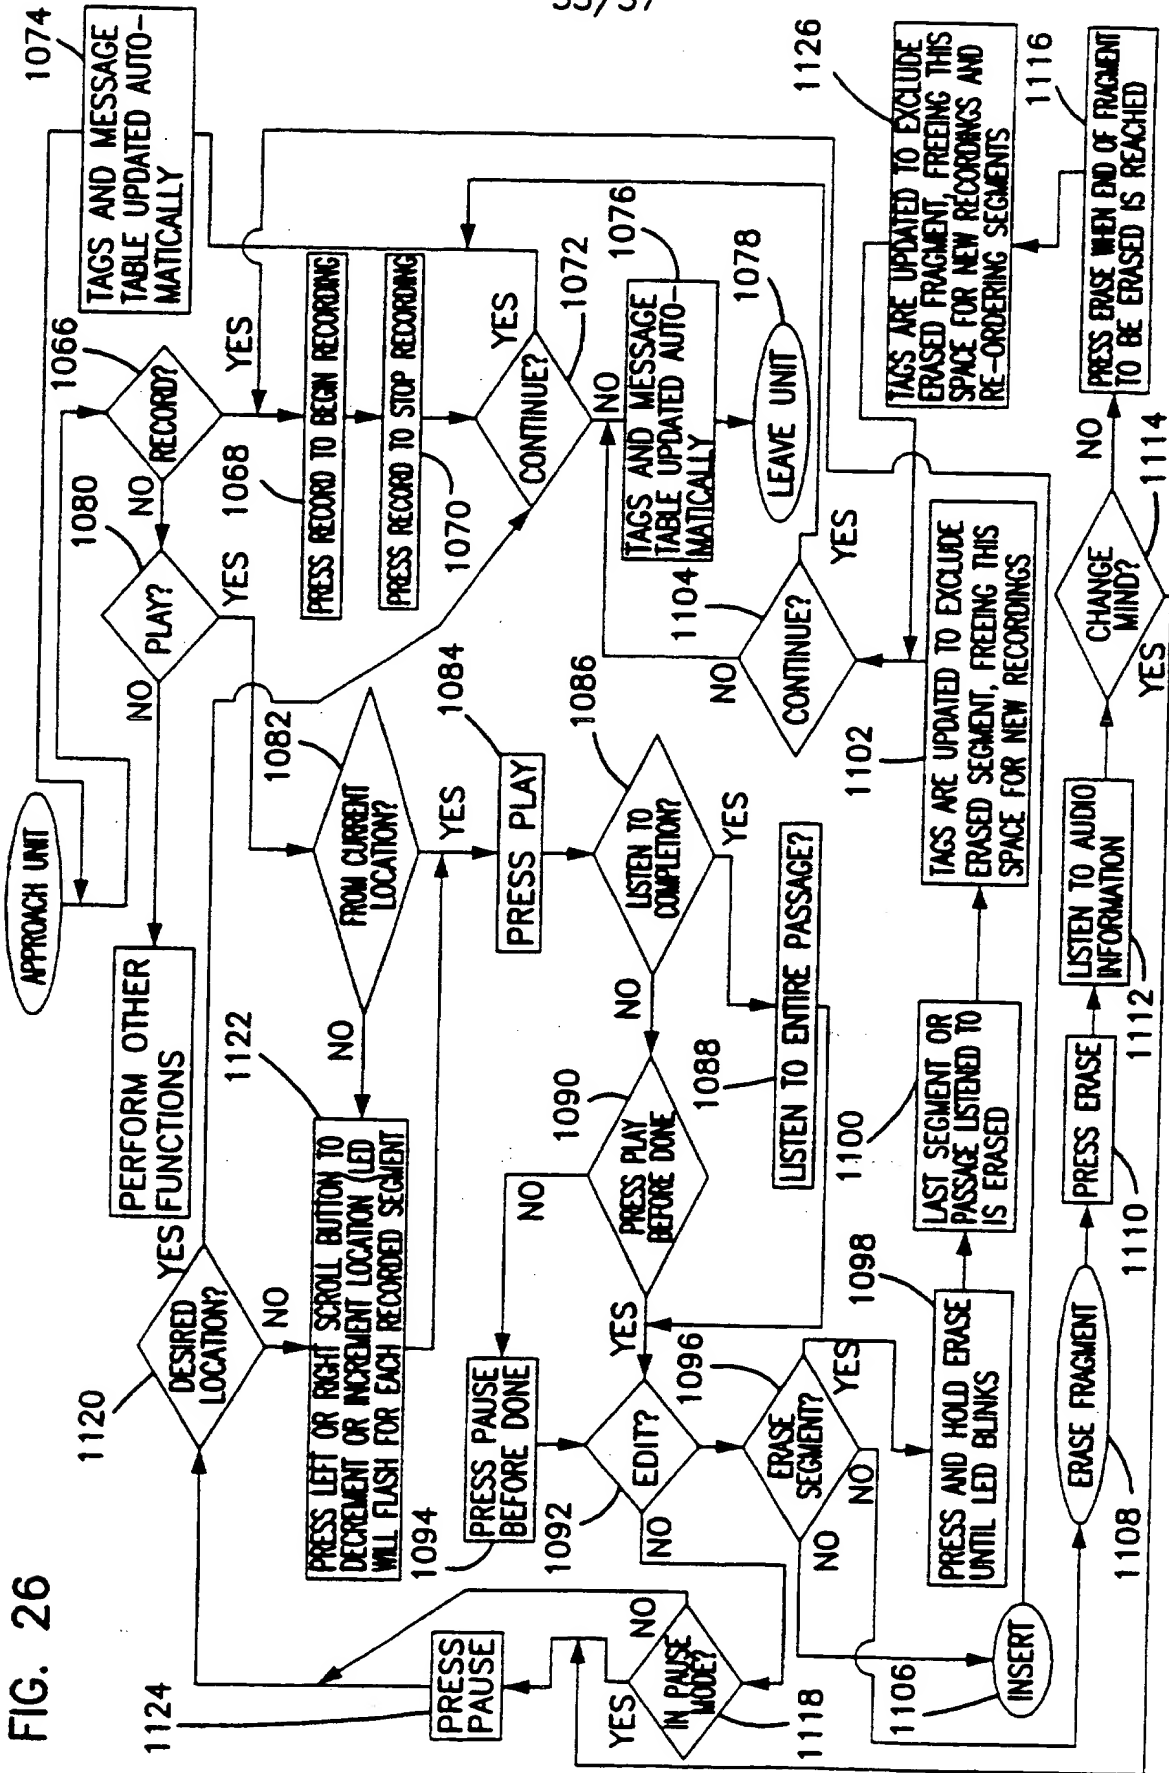 33/37
FIG. 26
APPROACH UNIT
1074
TAGS AND MESSAGE
TABLE UPDATED AUTO-
MATICALLY
1066
RECORD?
YES
NO
1080
PLAY?
YES
NO
PERFORM OTHER
FUNCTIONS
1068
PRESS RECORD TO BEGIN RECORDING
PRESS RECORD TO STOP RECORDING
1070
CONTINUE?
1072
YES
NO
1076
TAGS AND MESSAGE
TABLE UPDATED AUTO-
MATICALLY
1078
LEAVE UNIT
1120
DESIRED
LOCATION?
YES
NO
1122
PRESS LEFT OR RIGHT SCROLL BUTTON TO
DECREMENT OR INCREMENT LOCATION (LED
WILL FLASH FOR EACH RECORDED SEGMENT
1082
FROM CURRENT
LOCATION?
NO
YES
1084
PRESS PLAY
1086
LISTEN TO
COMPLETION?
YES
NO
1088
LISTEN TO ENTIRE PASSAGE?
1090
PRESS PLAY
BEFORE DONE
NO
YES
1094
PRESS PAUSE
BEFORE DONE
1092
EDIT?
NO
1096
ERASE
SEGMENT?
YES
NO
NO
1098
PRESS AND HOLD ERASE
UNTIL LED BLINKS
1100
LAST SEGMENT OR
PASSAGE LISTENED TO
IS ERASED
1102
TAGS ARE UPDATED TO EXCLUDE
ERASED SEGMENT, FREEING THIS
SPACE FOR NEW RECORDINGS
1104
CONTINUE?
NO
YES
1124
PRESS
PAUSE
IN PAUSE
MODE?
YES
NO
1118
1106
INSERT
ERASE FRAGMENT
1108
PRESS ERASE
1110
LISTEN TO AUDIO
INFORMATION
1112
CHANGE
MIND?
1114
NO
YES
1116
PRESS ERASE WHEN END OF FRAGMENT
TO BE ERASED IS REACHED
1126
TAGS ARE UPDATED TO EXCLUDE
ERASED FRAGMENT, FREEING THIS
SPACE FOR NEW RECORDINGS AND
RE-ORDERING SEGMENTS